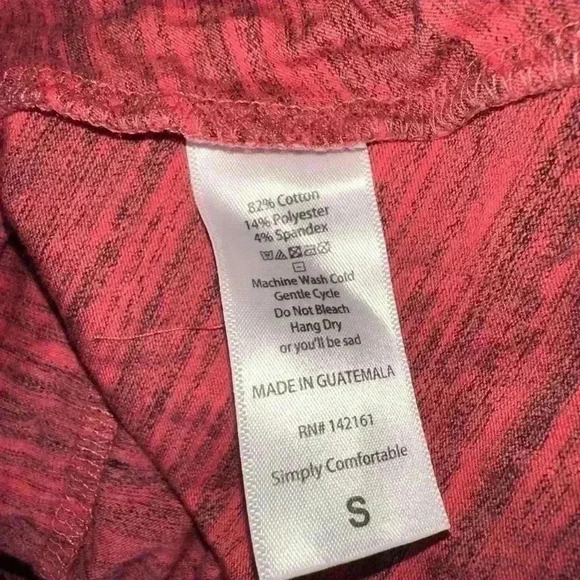 82% Cotton
14% Polyester
4% Spandex
Machine Wash Cold
Gentle Cycle
Do Not Bleach
Hang Dry
or you'll be sad
MADE IN GUATEMALA
RN# 142161
Simply Comfortable
S